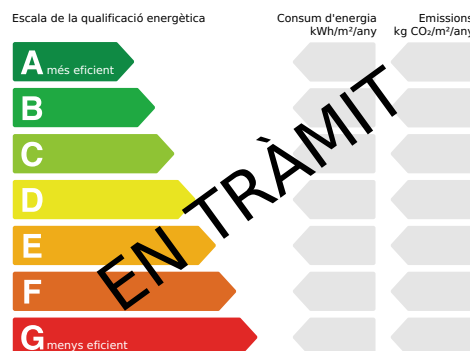 Escala de la qualificació energètica
Consum d'energia
kWh/m²/any
Emissions
kg CO₂/m²/any
A més eficient
B
C
D
E
F
G menys eficient
EN TRÀMIT